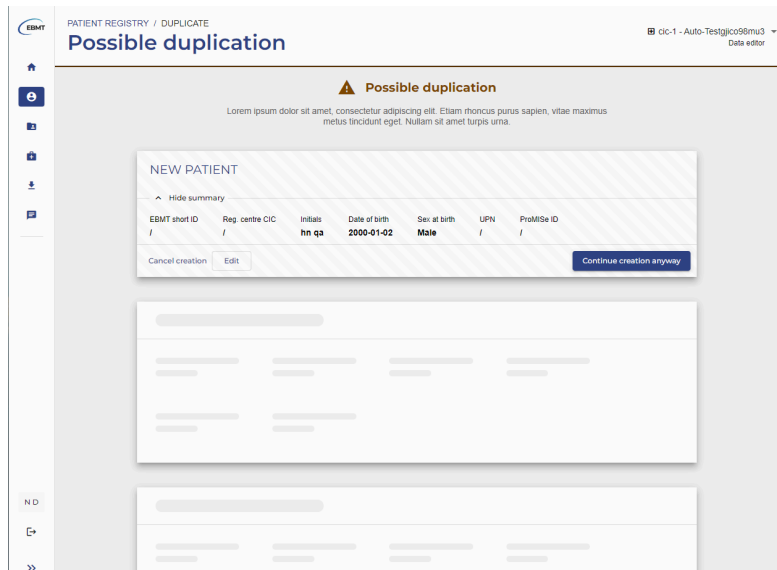 EBMT
PATIENT REGISTRY / DUPLICATE
Possible duplication
cic-1 - Auto-Testgjico98mu3
Data editor
Possible duplication
Lorem ipsum dolor sit amet, consectetur adipiscing elit. Etiam rhoncus purus sapien, vitae maximus
metus tincidunt eget. Nullam sit amet turpis urna.
NEW PATIENT
Hide summary
EBMT short ID Reg. centre CIC Initials Date of birth Sex at birth UPN ProMISe ID
/ / hn qa 2000-01-02 Male / /
Cancel creation Edit Continue creation anyway
N D